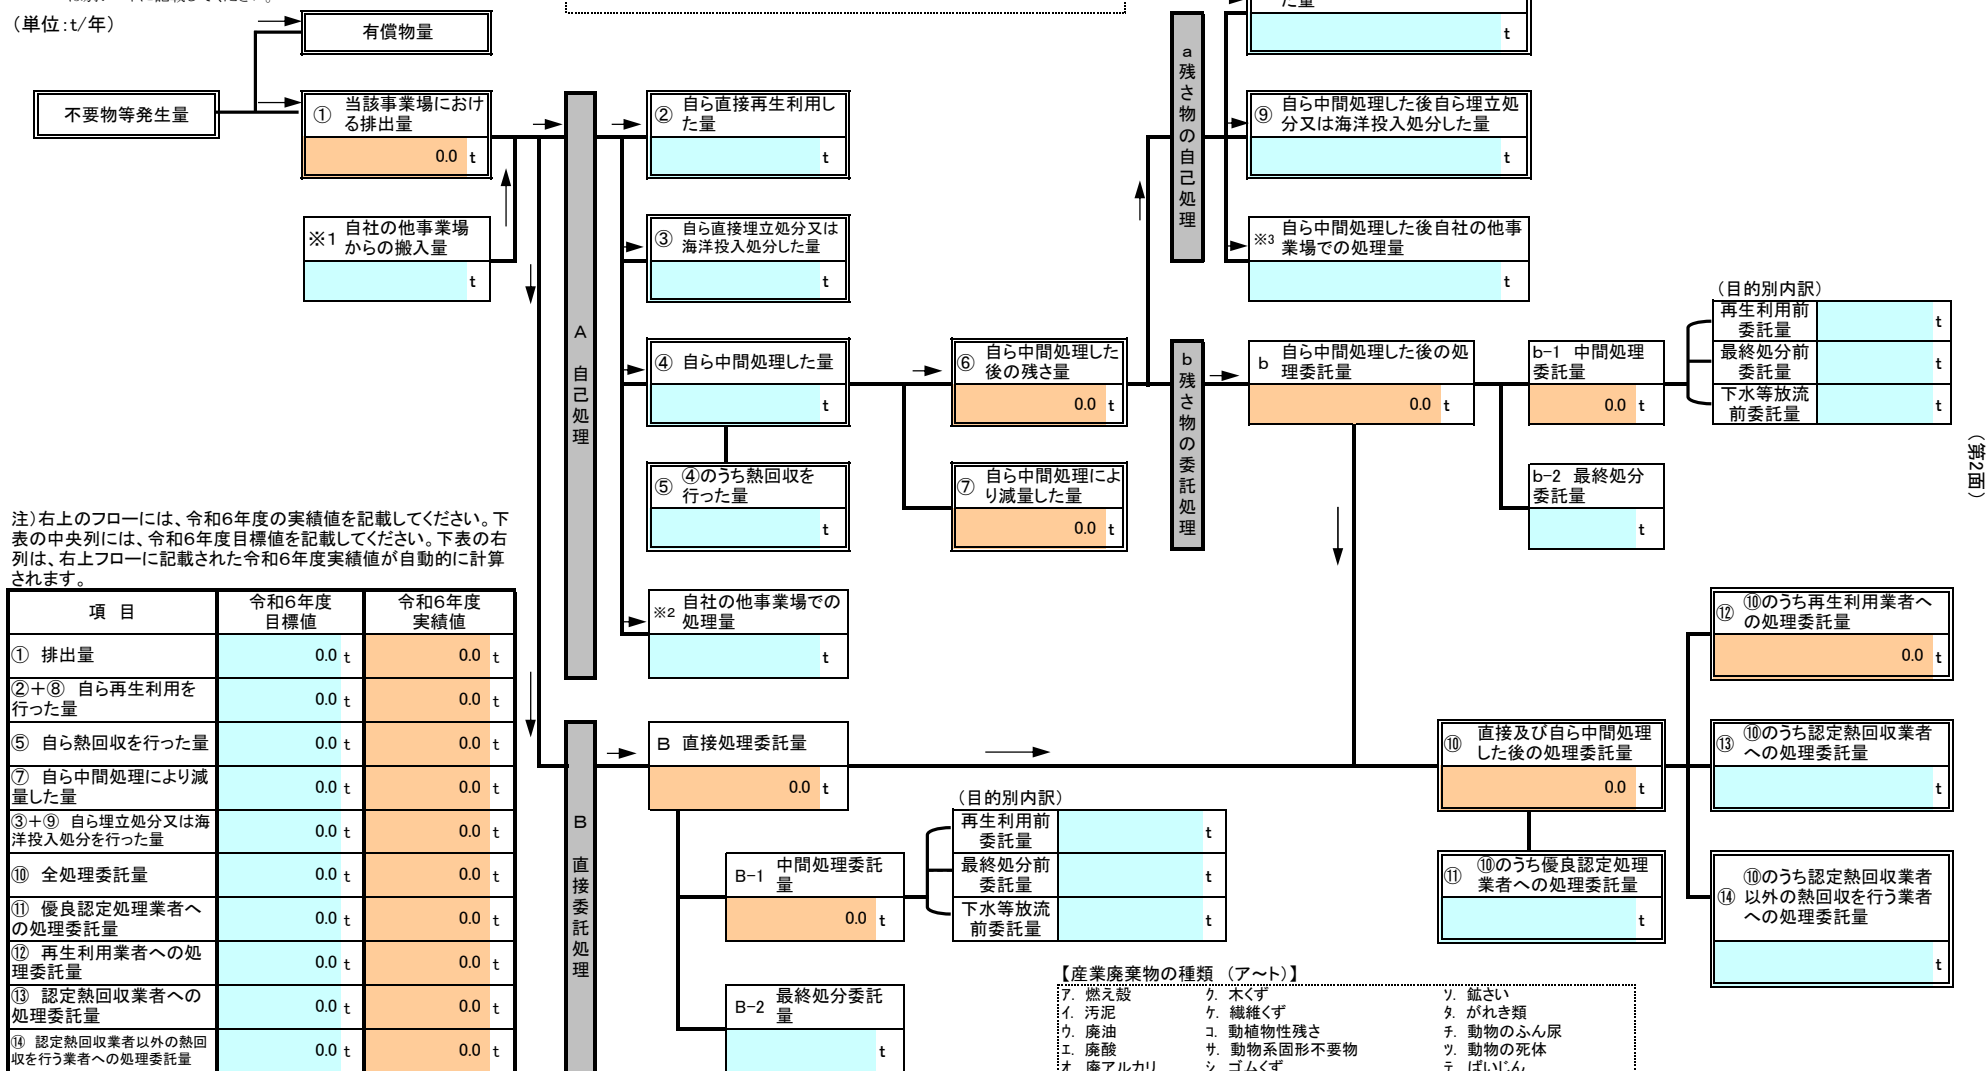 (単位:t/年)
有償物量
不要物等発生量
① 当該事業場におけ
る排出量
0.0 t
※1 自社の他事業場
からの搬入量
t
A 自己処理
② 自ら直接再生利用し
た量
t
③ 自ら直接埋立処分又は
海洋投入処分した量
t
④ 自ら中間処理した量
t
⑤ ④のうち熱回収を
行った量
t
※2 自社の他事業場での
処理量
t
⑥ 自ら中間処理した
後の残さ量
0.0 t
⑦ 自ら中間処理によ
り減量した量
0.0 t
a 残さ物の自己処理
た量
t
⑨ 自ら中間処理した後自ら埋立処
分又は海洋投入処分した量
t
※3 自ら中間処理した後自社の他事
業場での処理量
t
b 残さ物の委託処理
b 自ら中間処理した後の処
理委託量
0.0 t
b-1 中間処理
委託量
0.0 t
b-2 最終処分
委託量
t
(目的別内訳)
再生利用前
委託量
t
最終処分前
委託量
t
下水等放流
前委託量
t
(第2面)
注)右上のフローには、令和6年度の実績値を記載してください。下
表の中央列には、令和6年度目標値を記載してください。下表の右
列は、右上フローに記載された令和6年度実績値が自動的に計算
されます。
項 目 令和6年度
目標値 令和6年度
実績値
① 排出量 0.0 t 0.0 t
②+⑧ 自ら再生利用を
行った量 0.0 t 0.0 t
⑤ 自ら熱回収を行った量 0.0 t 0.0 t
⑦ 自ら中間処理により減
量した量 0.0 t 0.0 t
③+⑨ 自ら埋立処分又は海
洋投入処分を行った量 0.0 t 0.0 t
⑩ 全処理委託量 0.0 t 0.0 t
⑪ 優良認定処理業者へ
の処理委託量 0.0 t 0.0 t
⑫ 再生利用業者への処
理委託量 0.0 t 0.0 t
⑬ 認定熱回収業者への
処理委託量 0.0 t 0.0 t
⑭ 認定熱回収業者以外の熱回
収を行う業者への処理委託量 0.0 t 0.0 t
B 直接委託処理
B 直接処理委託量
0.0 t
B-1 中間処理委託
量
0.0 t
B-2 最終処分委託
量
t
(目的別内訳)
再生利用前
委託量
t
最終処分前
委託量
t
下水等放流
前委託量
t
⑩ 直接及び自ら中間処理
した後の処理委託量
0.0 t
⑪ ⑩のうち優良認定処理
業者への処理委託量
t
⑫ ⑩のうち再生利用業者へ
の処理委託量
0.0 t
⑬ ⑩のうち認定熱回収業者
への処理委託量
t
⑭ ⑩のうち認定熱回収業者
以外の熱回収を行う業者
への処理委託量
t
【産業廃棄物の種類 (ア～ト)】
ア. 燃え殻 ク. 木くず ソ. 鉱さい
イ. 汚泥 ケ. 繊維くず タ. がれき類
ウ. 廃油 コ. 動植物性残さ チ. 動物のふん尿
エ. 廃酸 サ. 動物系固形不要物 ツ. 動物の死体
オ. 廃アルカリ シ. ゴムくず テ. ばいじん